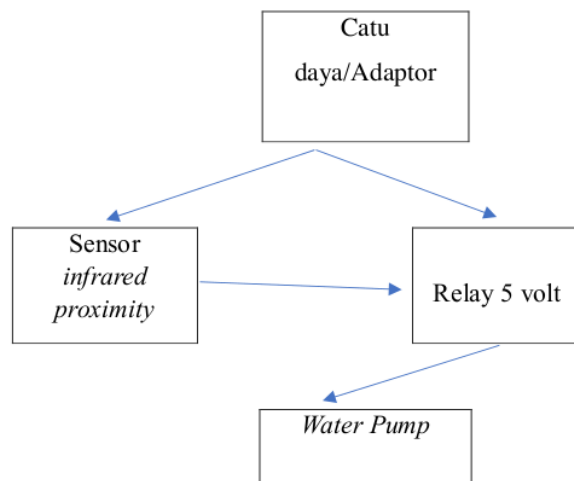 Catu
daya/Adaptor
Sensor
infrared
proximity
Relay 5 volt
Water Pump